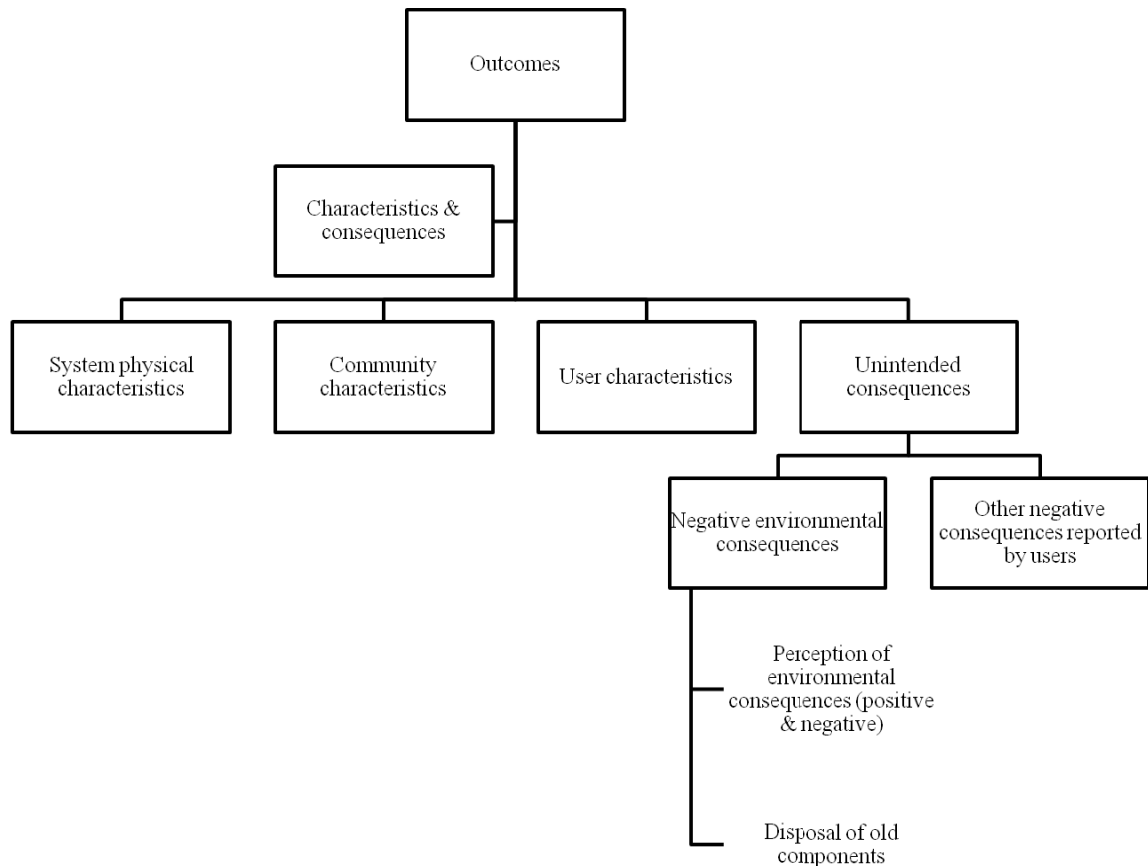 Outcomes
Characteristics &
consequences
System physical
characteristics
Community
characteristics
User characteristics
Unintended
consequences
Negative environmental
consequences
Other negative
consequences reported
by users
Perception of
environmental
consequences (positive
& negative)
Disposal of old
components